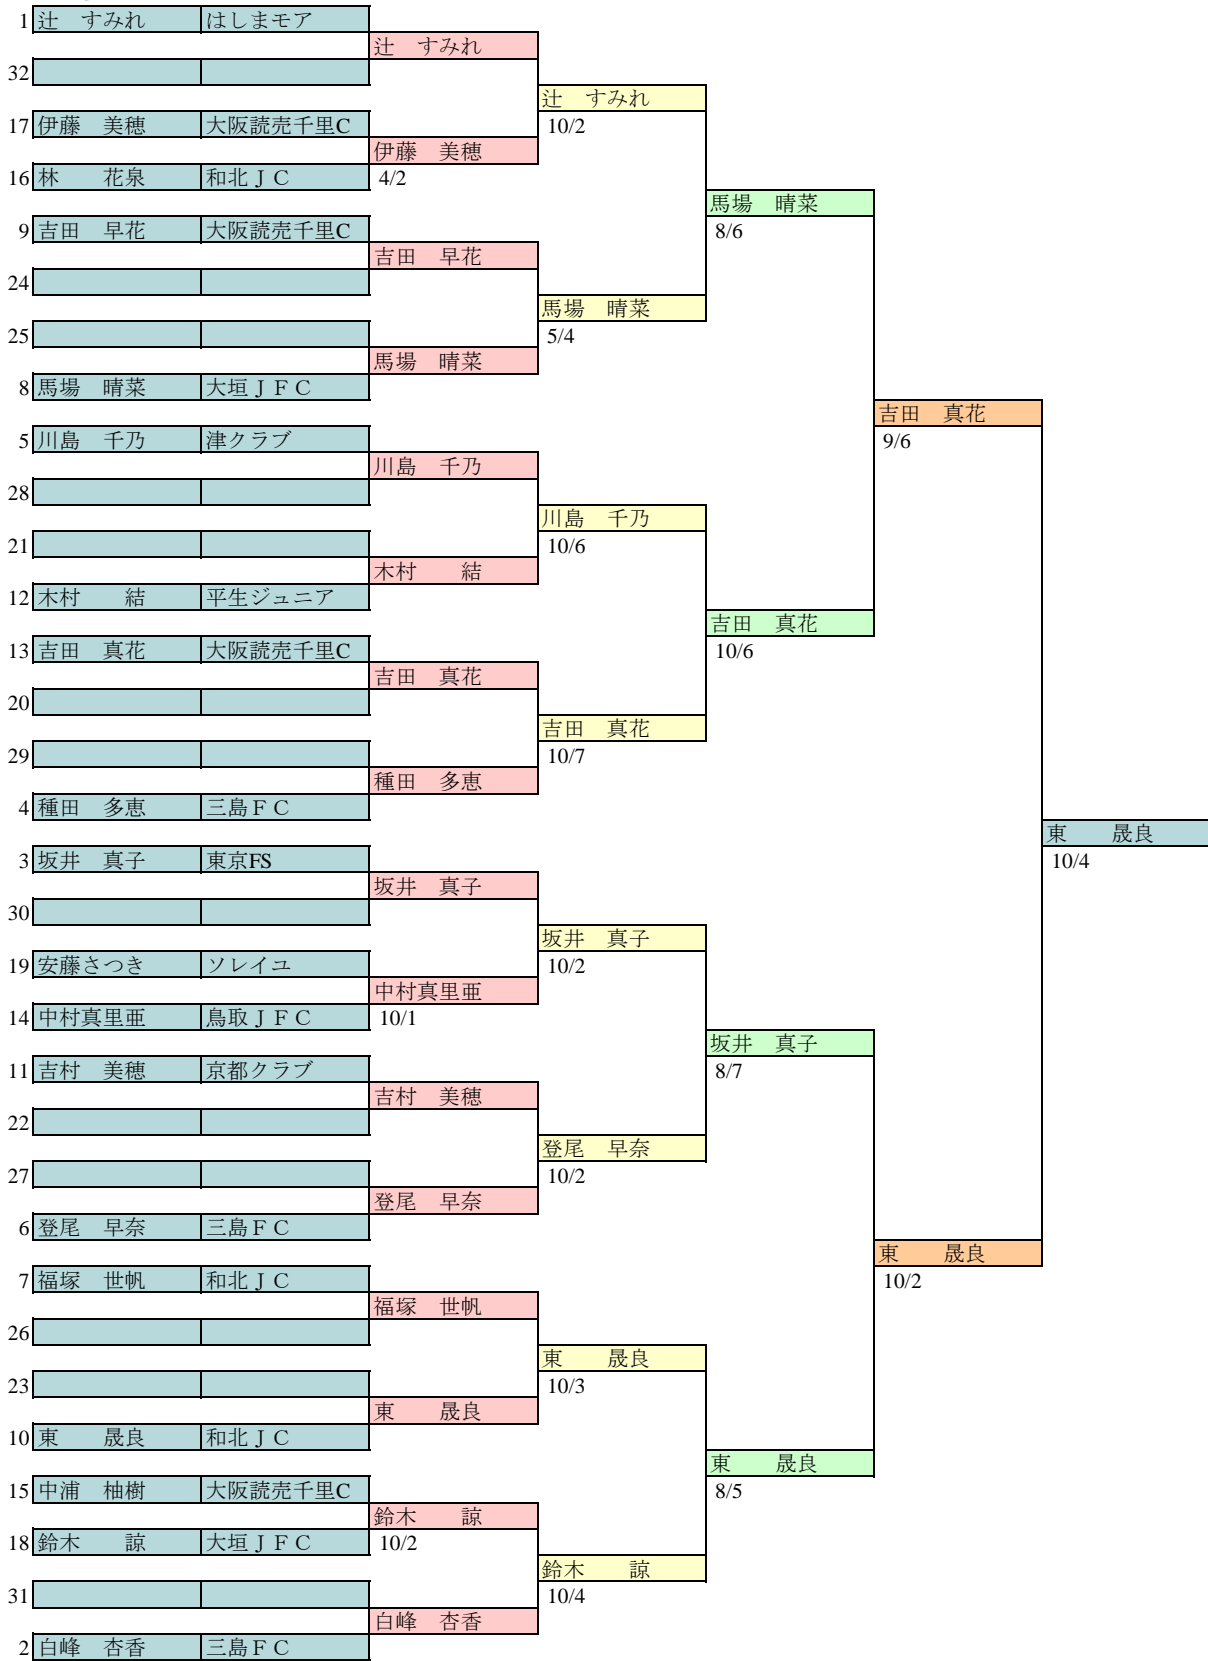 1 辻　すみれ はしまモア
辻　すみれ
32
辻　すみれ
17 伊藤　美穂 大阪読売千里C 10/2
伊藤　美穂
16 林　　花泉 和北ＪＣ 4/2
馬場　晴菜
9 吉田　早花 大阪読売千里C 8/6
吉田　早花
24
馬場　晴菜
25 5/4
馬場　晴菜
8 馬場　晴菜 大垣ＪＦＣ
吉田　真花
5 川島　千乃 津クラブ 9/6
川島　千乃
28
川島　千乃
21 10/6
木村　　結
12 木村　　結 平生ジュニア
吉田　真花
13 吉田　真花 大阪読売千里C 10/6
吉田　真花
20
吉田　真花
29 10/7
種田　多恵
4 種田　多恵 三島ＦＣ
東　　晟良
3 坂井　真子 東京FS 10/4
坂井　真子
30
坂井　真子
19 安藤さつき ソレイユ 10/2
中村真里亜
14 中村真里亜 鳥取ＪＦＣ 10/1
坂井　真子
11 吉村　美穂 京都クラブ 8/7
吉村　美穂
22
登尾　早奈
27 10/2
登尾　早奈
6 登尾　早奈 三島ＦＣ
東　　晟良
7 福塚　世帆 和北ＪＣ 10/2
福塚　世帆
26
東　　晟良
23 10/3
東　　晟良
10 東　　晟良 和北ＪＣ
東　　晟良
15 中浦　柚樹 大阪読売千里C 8/5
鈴木　　諒
18 鈴木　　諒 大垣ＪＦＣ 10/2
鈴木　　諒
31 10/4
白峰　杏香
2 白峰　杏香 三島ＦＣ